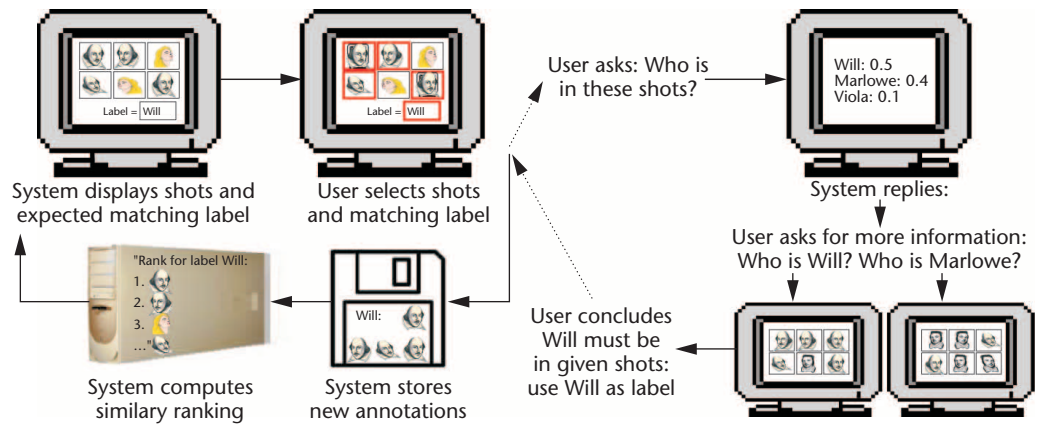 Label = Will
System displays shots and
expected matching label
Label = Will
User selects shots
and matching label
User asks: Who is
in these shots?
Will: 0.5
Marlowe: 0.4
Viola: 0.1
System replies:
User asks for more information:
Who is Will? Who is Marlowe?
User concludes
Will must be
in given shots:
use Will as label
Will:
System stores
new annotations
"Rank for label Will:
1.
2.
3.
..."
System computes
similary ranking